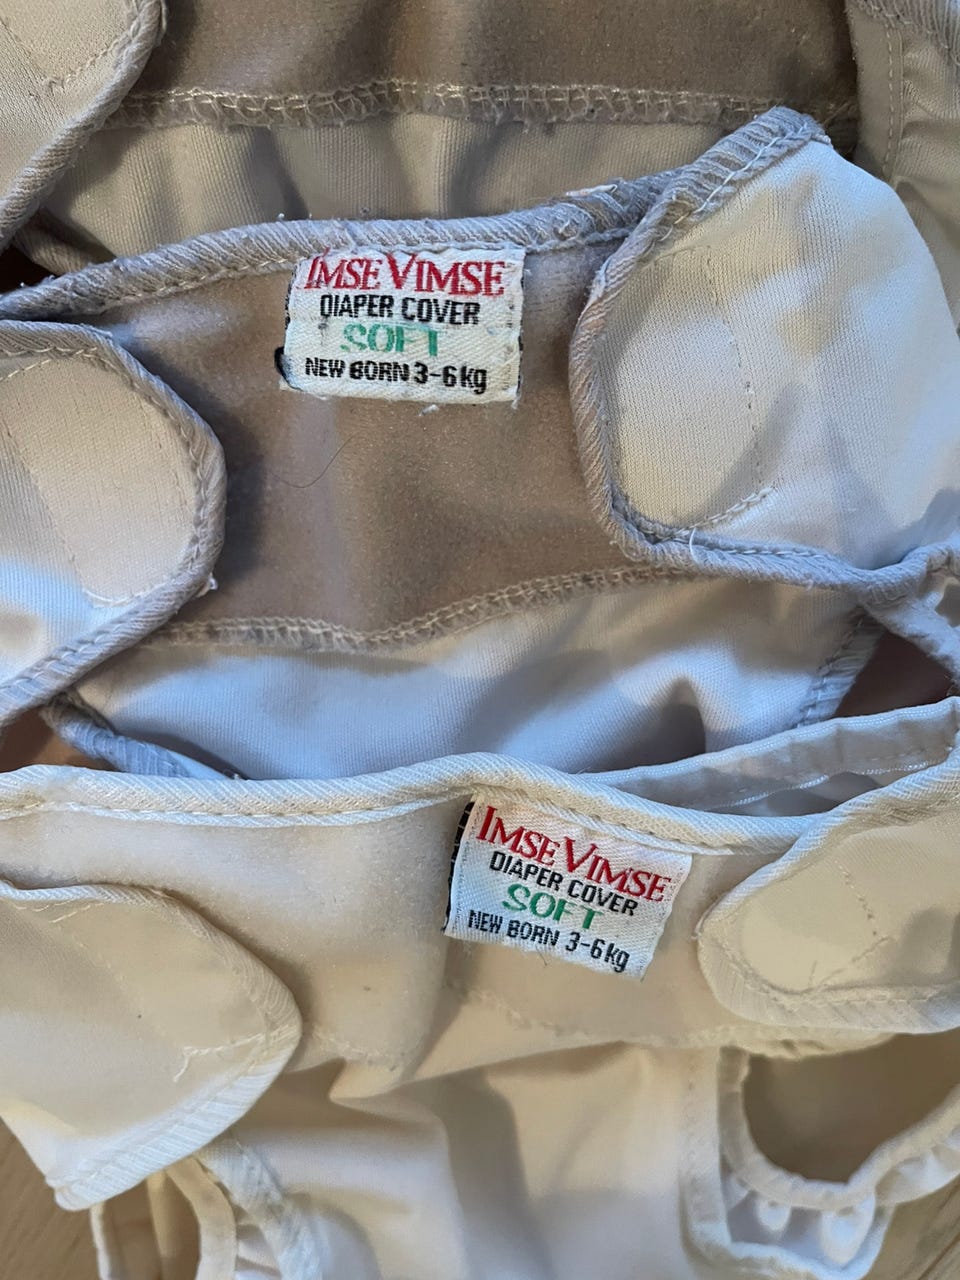 IMSE VIMSE
DIAPER COVER
SOFT
NEW BORN 3-6kg
IMSE VIMSE
DIAPER COVER
SOFT
NEW BORN 3-6kg